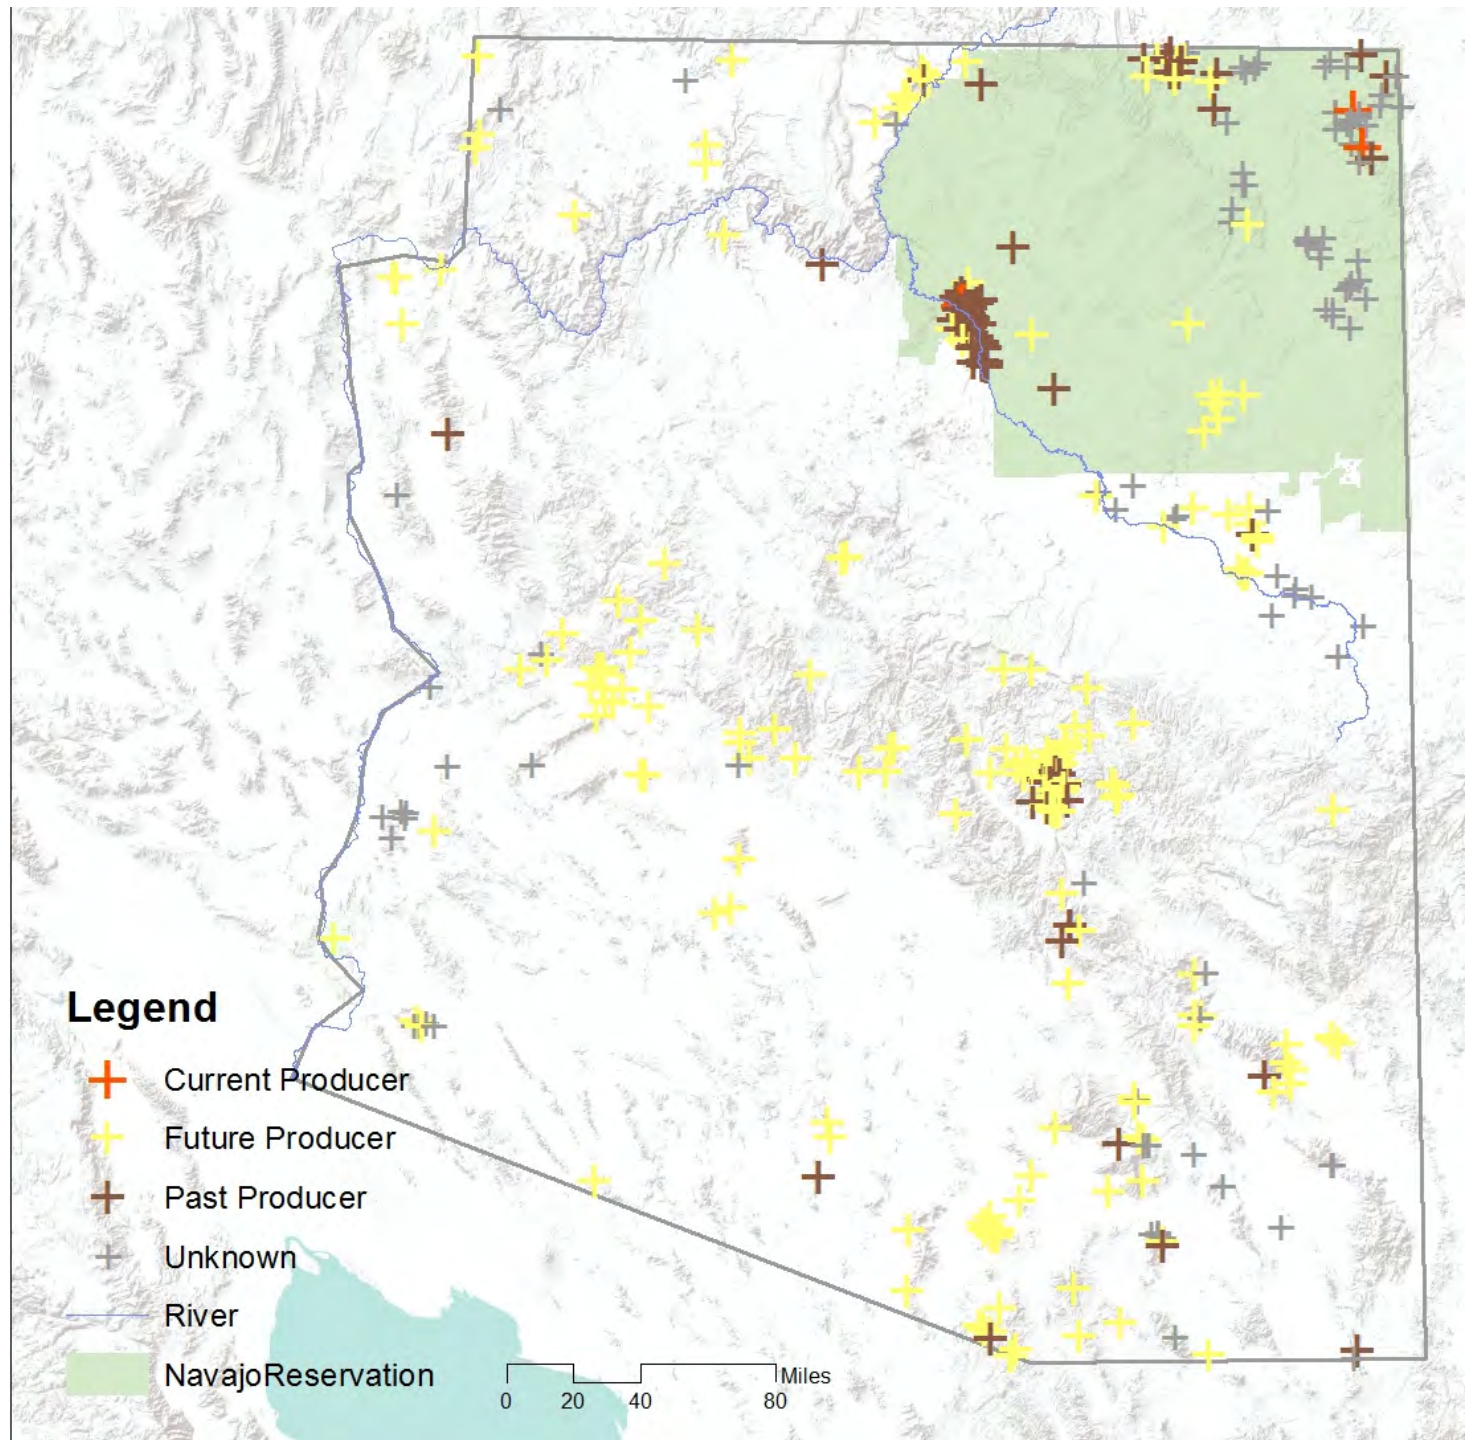 Legend
Current Producer
Future Producer
Past Producer
Unknown
River
NavajoReservation
Miles
0 20 40 80